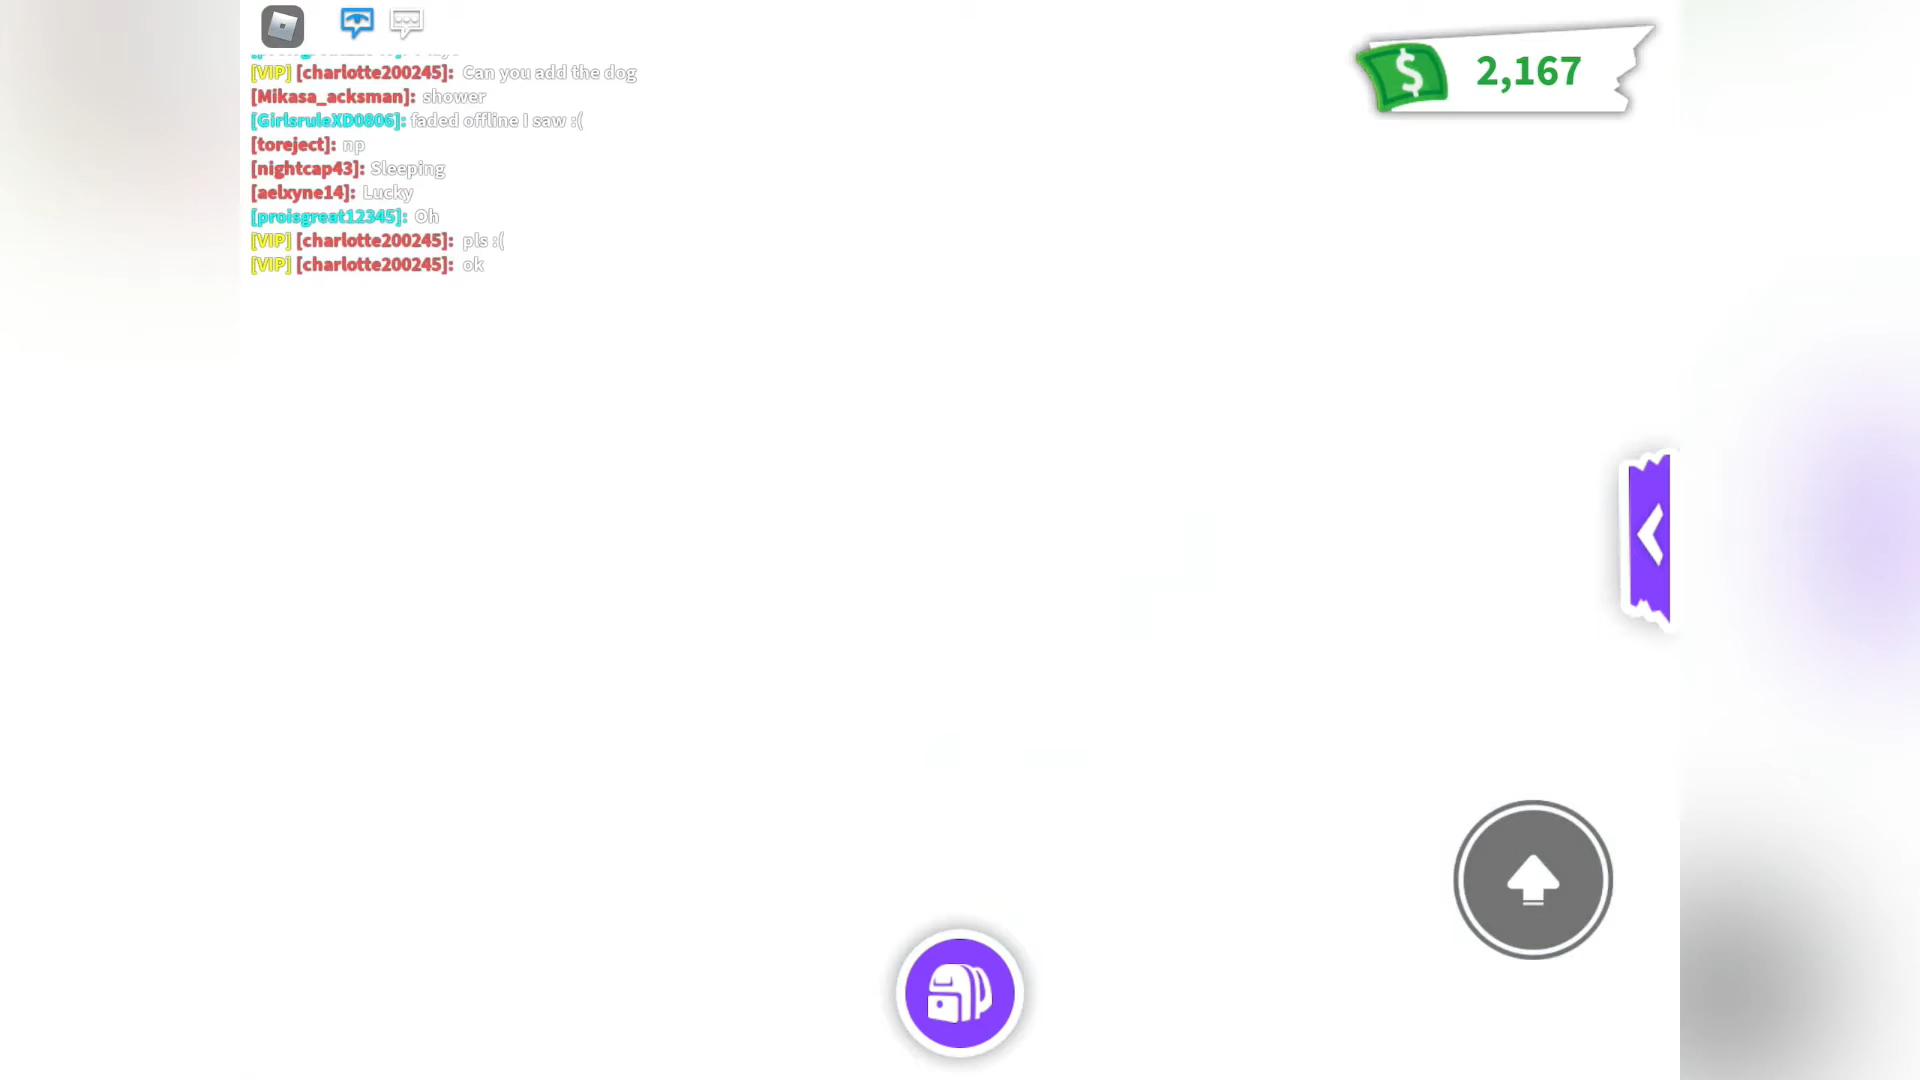 2,167
[VIP] [charlotte200245]: Can you add the dog
[Mikasa_acksman]: shower
[GirlsruleXD0806]: faded offline I saw :(
[toreject]: np
[nightcap43]: Sleeping
[aelxyne14]: Lucky
[proisgreat12345]: Oh
[VIP] [charlotte200245]: pls :(
[VIP] [charlotte200245]: ok